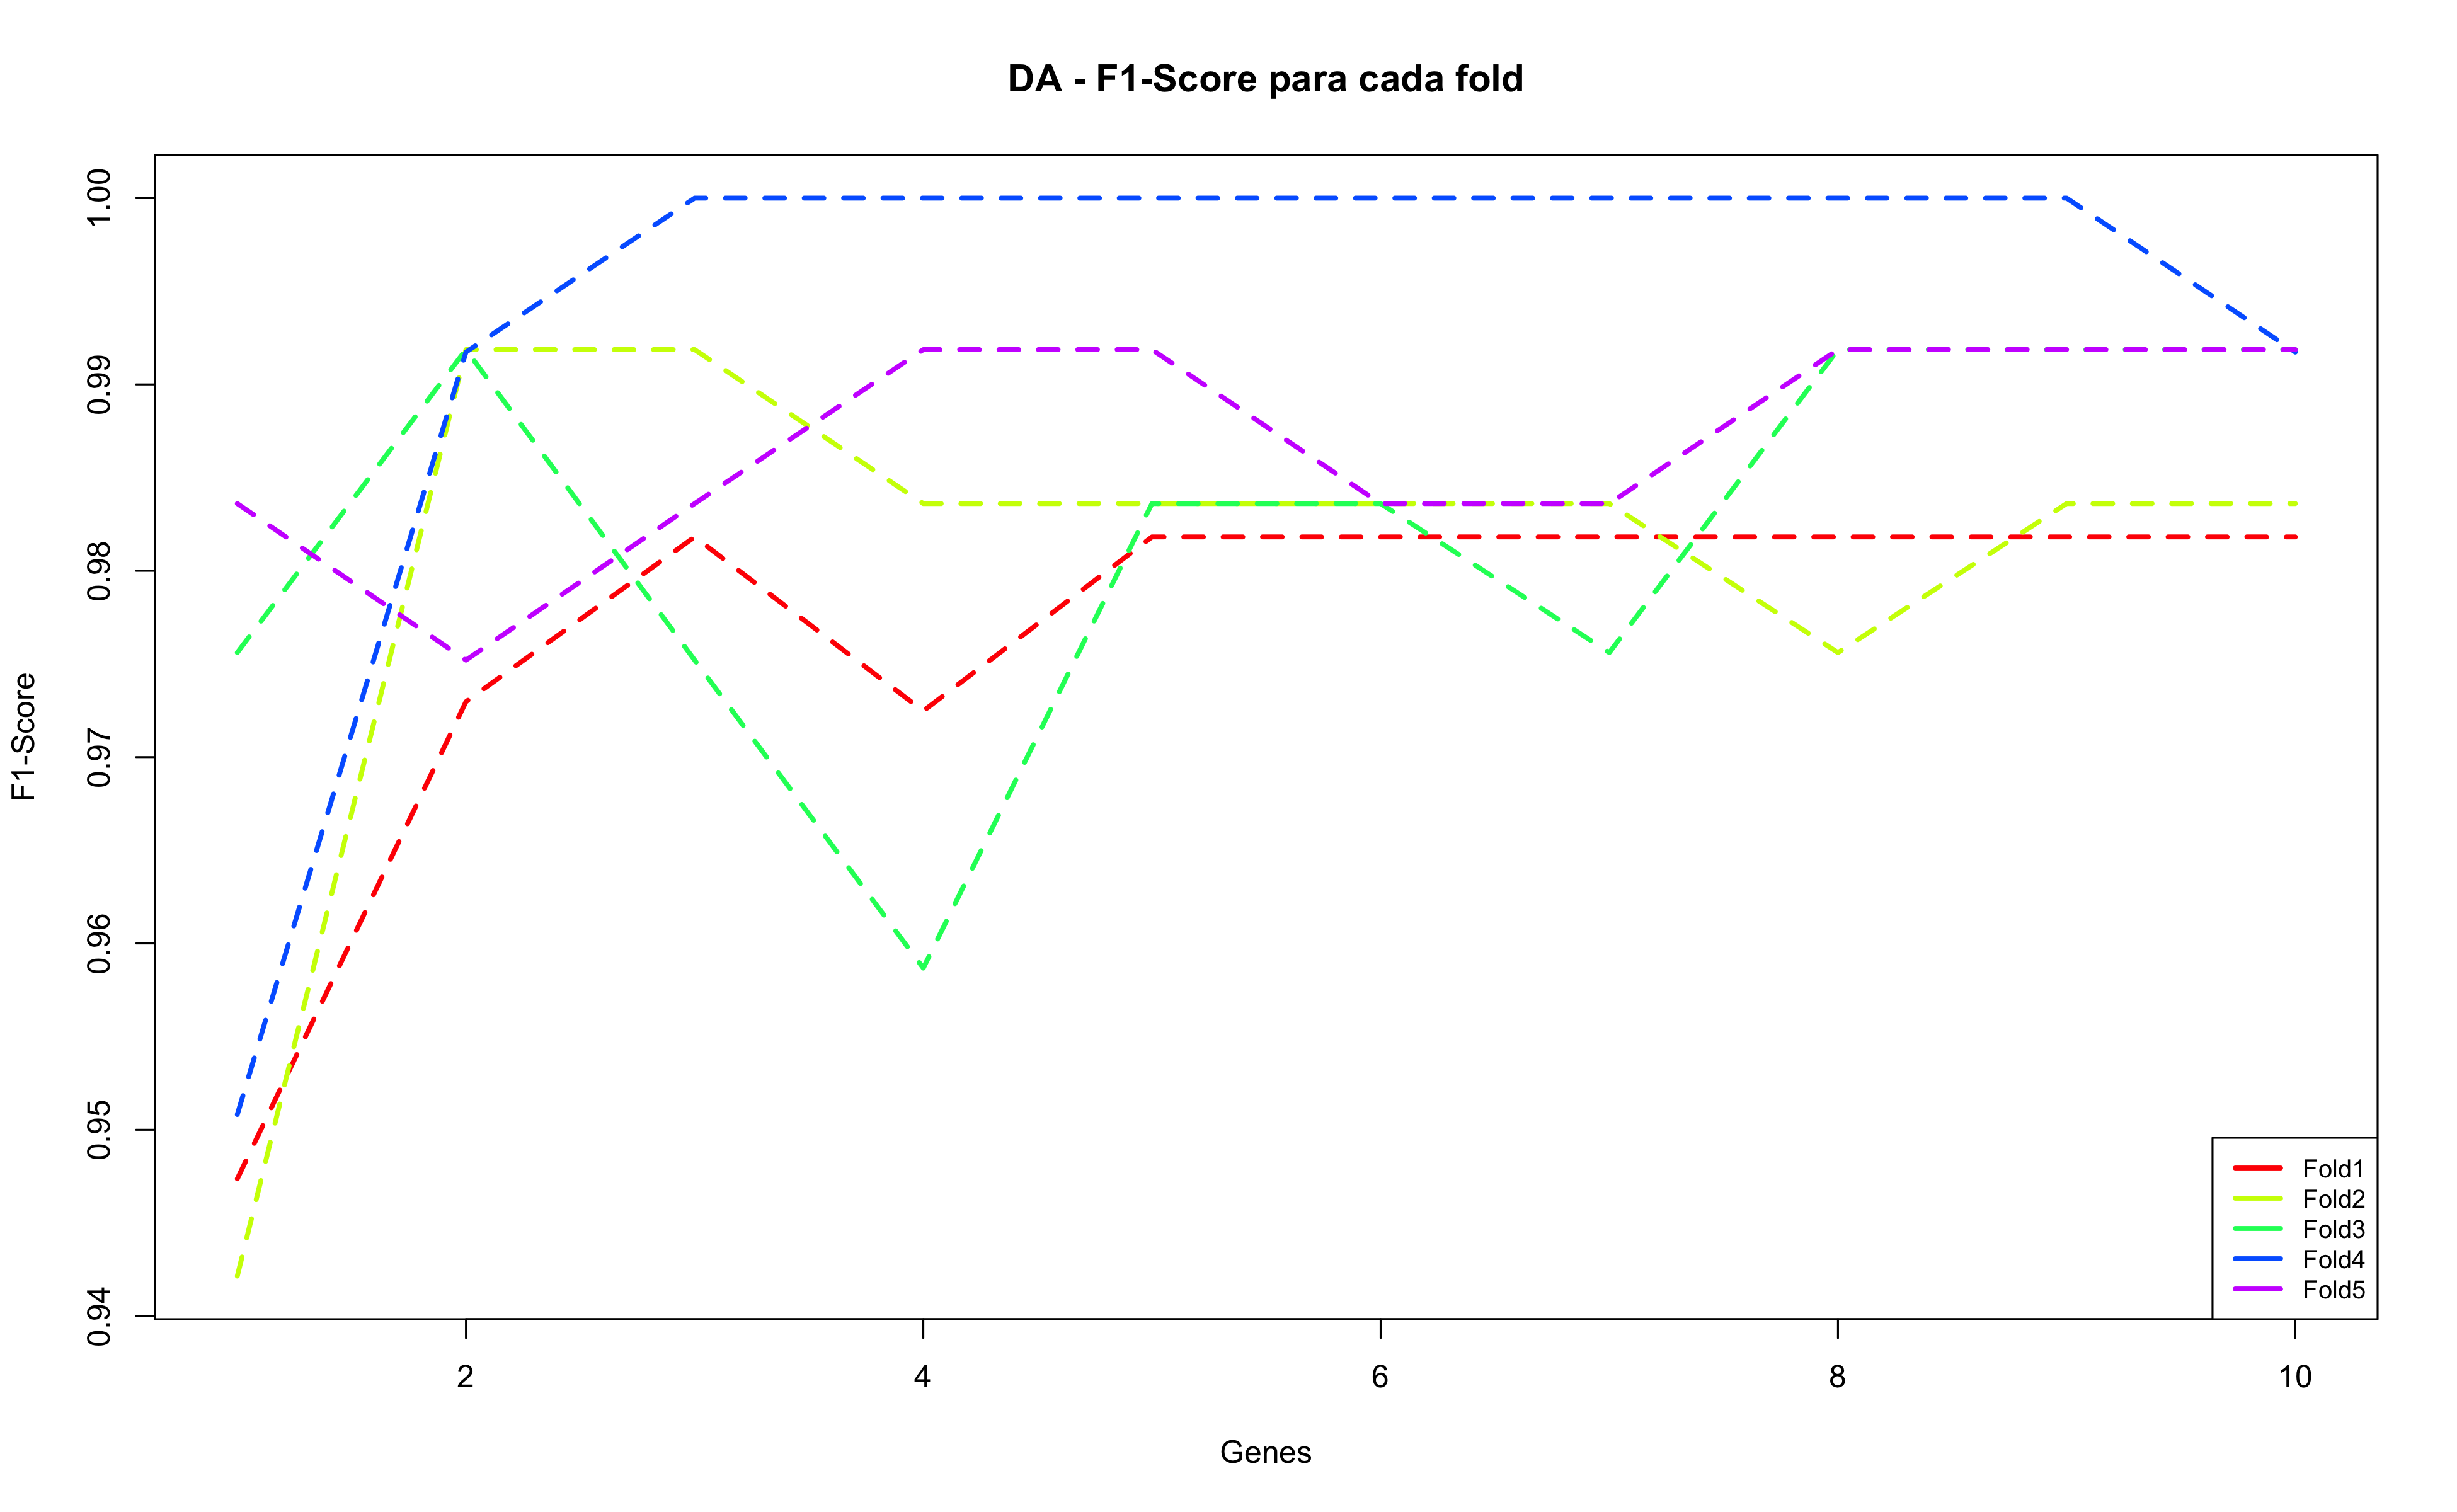 DA - F1-Score para cada fold
F1-Score
1.00
0.99
0.98
0.97
0.96
0.95
0.94
2
4
6
8
10
Genes
Fold1
Fold2
Fold3
Fold4
Fold5